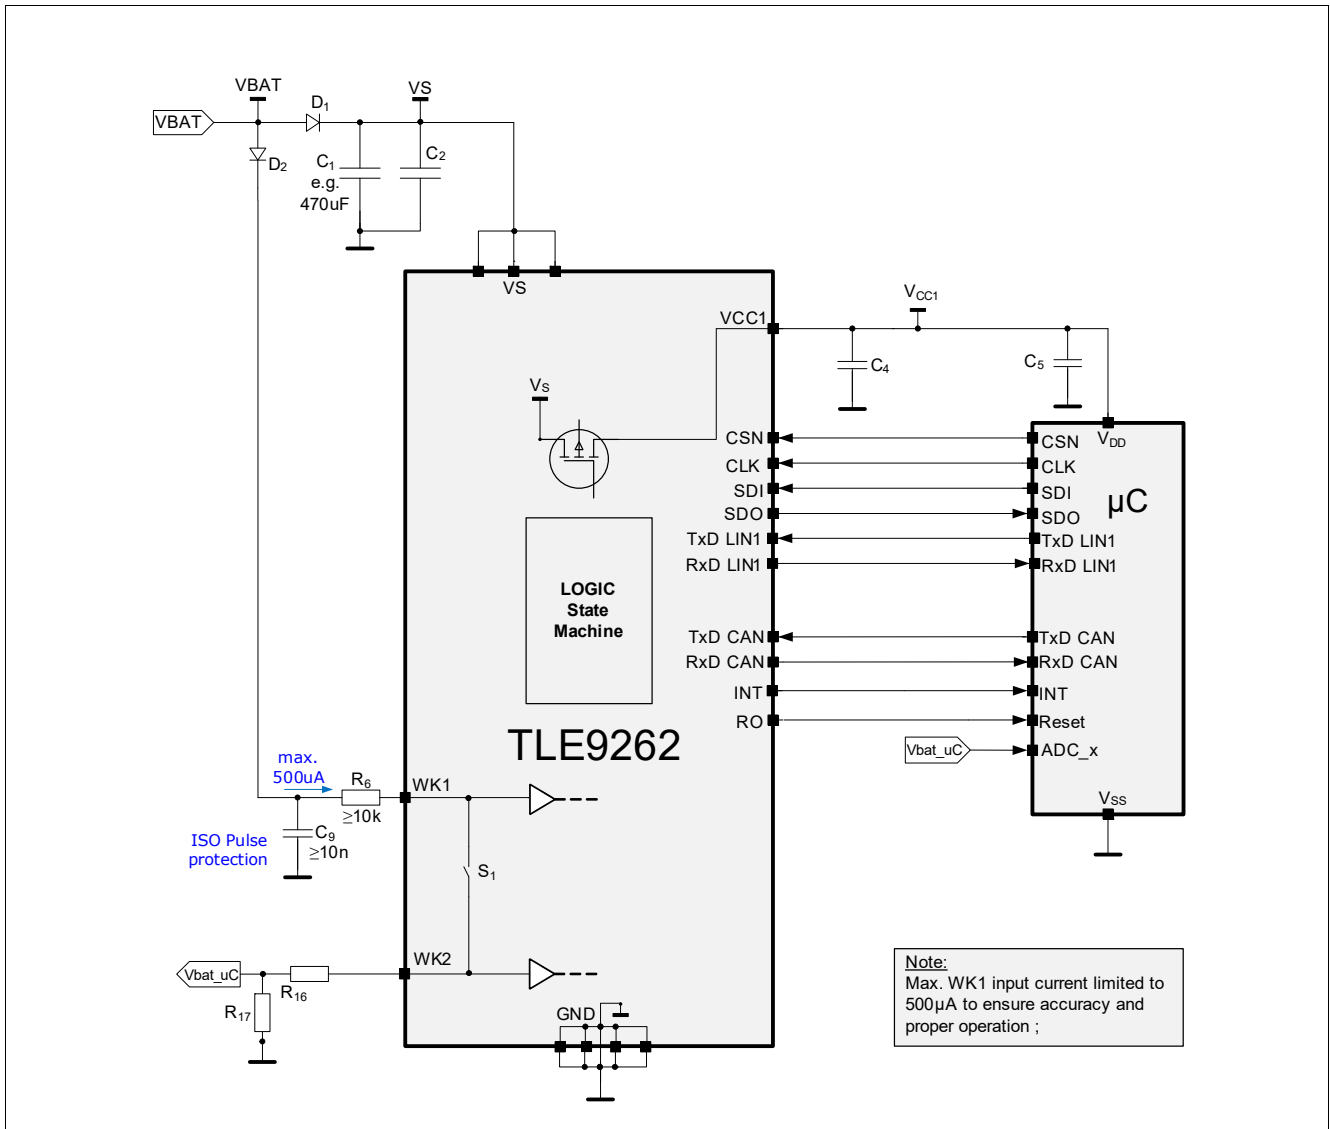 VBAT
VS
VBAT
D1
D2
C1
e.g.
470uF
C2
VS
VCC1
VCC1
C4
C5
VS
CSN
CLK
SDI
SDO
TxD LIN1
RxD LIN1
TxD CAN
RxD CAN
INT
RO
CSN
VDD
CLK
SDI
µC
SDO
TxD LIN1
RxD LIN1
TxD CAN
RxD CAN
INT
Reset
Vbat_uC
ADC_x
VSS
LOGIC
State
Machine
TLE9262
max.
500uA
R6
≥10k
WK1
ISO Pulse
protection
C9
≥10n
S1
WK2
Vbat_uC
R16
R17
GND
Note:
Max. WK1 input current limited to
500µA to ensure accuracy and
proper operation ;